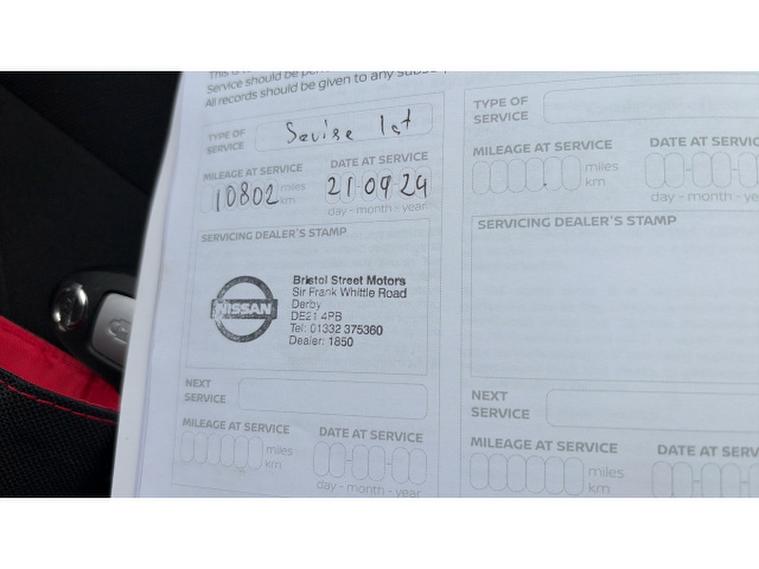 Service should be
All records should be given to any
TYPE OF SERVICE Sevise 1st
MILEAGE AT SERVICE DATE AT SERVICE
10802 miles km 21 09 24
day - month - year
SERVICING DEALER'S STAMP
NISSAN
Bristol Street Motors
Sir Frank Whittle Road
Derby
DE21 4PB
Tel: 01332 375360
Dealer: 1850
NEXT SERVICE
MILEAGE AT SERVICE DATE AT SERVICE
miles km
day - month - year
TYPE OF SERVICE
MILEAGE AT SERVICE DATE AT SERV
miles km
day - month - ye
SERVICING DEALER'S STAMP
NEXT SERVICE
MILEAGE AT SERVICE DATE AT SERV
miles km
day - month - ye